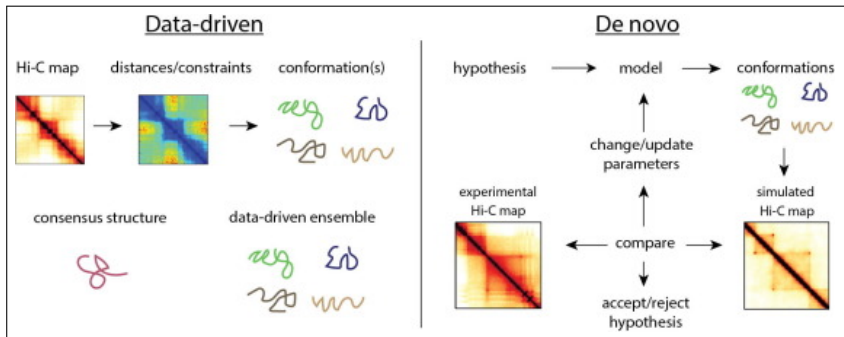 Data-driven
Hi-C map
distances/constraints
conformation(s)
consensus structure
data-driven ensemble
De novo
hypothesis
model
conformations
change/update
parameters
experimental
Hi-C map
simulated
Hi-C map
compare
accept/reject
hypothesis